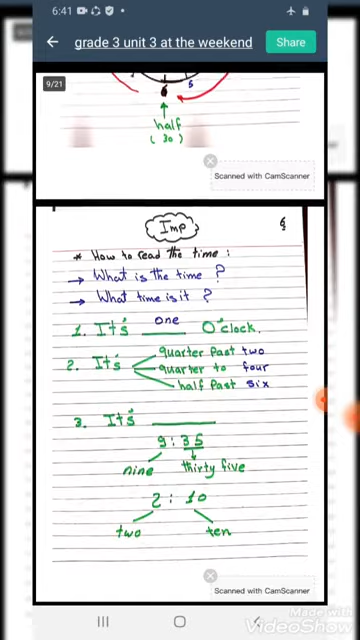 6:41
grade 3 unit 3 at the weekend
Share
9/21
5
6
half
(30)
Scanned with CamScanner
Imp
* How to read the time :
→ What is the time ?
→ What time is it ?
1. It's one O'clock.
2. It's quarter past two
quarter to four
half past six
3. It's
9 : 35
nine thirty five
2 : 10
two ten
Scanned with CamScanner
Made with
VideoShow